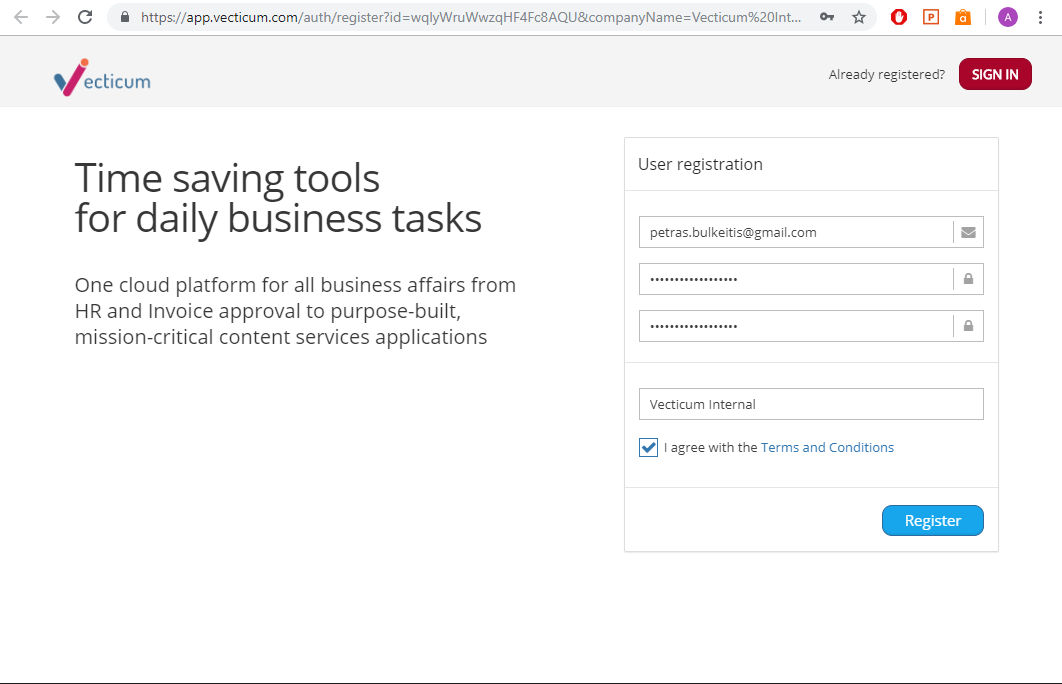 https://app.vecticum.com/auth/register?id=wqlyWruWwzqHF4Fc8AQU&companyName=Vecticum%20Int...
P
a
A
Vecticum
Already registered?
SIGN IN
Time saving tools
for daily business tasks
One cloud platform for all business affairs from
HR and Invoice approval to purpose-built,
mission-critical content services applications
User registration
petras.bulkeitis@gmail.com
••••••••••••••••••
••••••••••••••••••
Vecticum Internal
I agree with the Terms and Conditions
Register